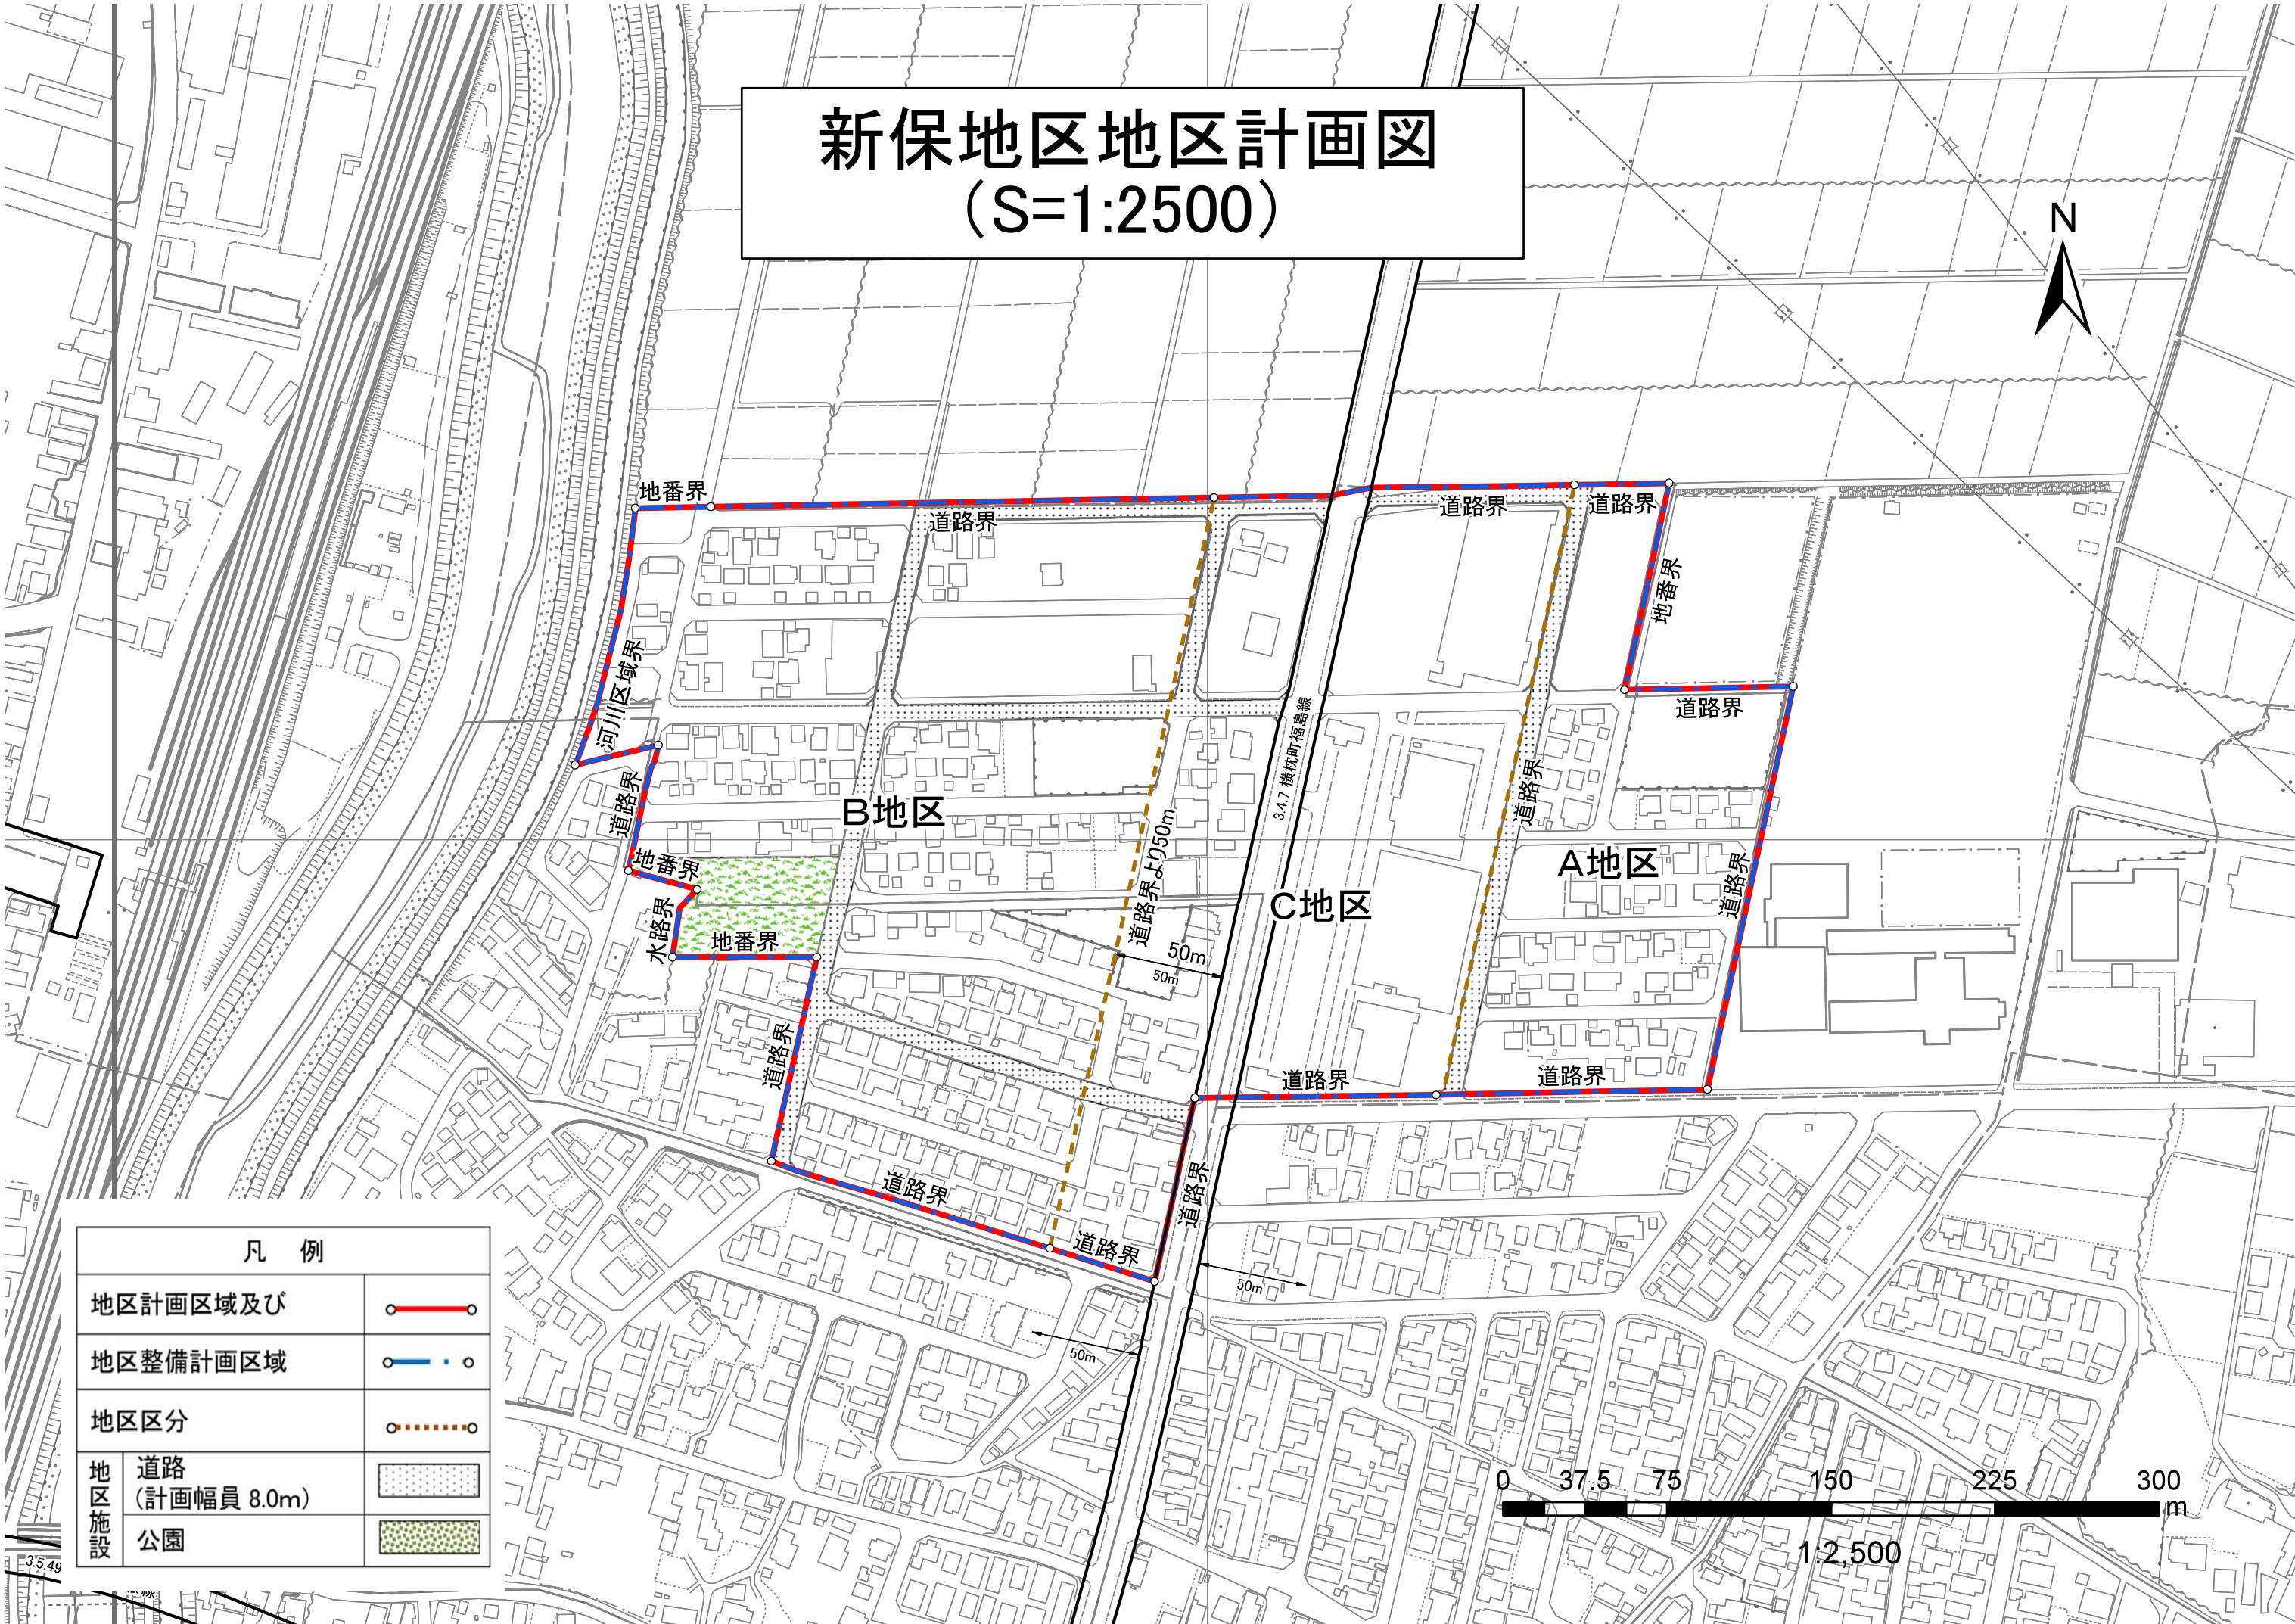 新保地区地区計画図
(S=1:2500)
N
地番界
道路界
道路界
道路界
地番界
河川区域界
道路界
3.4.7 横枕町福島線
道路界
道路界
B地区
道路界より50m
A地区
地番界
道路界
C地区
水路界
地番界
50m
50m
道路界
道路界
道路界
道路界
道路界
道路界
50m
50m
凡 例
地区計画区域及び
地区整備計画区域
地区区分
地区施設
道路
(計画幅員 8.0m)
公園
3.5.49
0 37.5 75 150 225 300
m
1:2,500